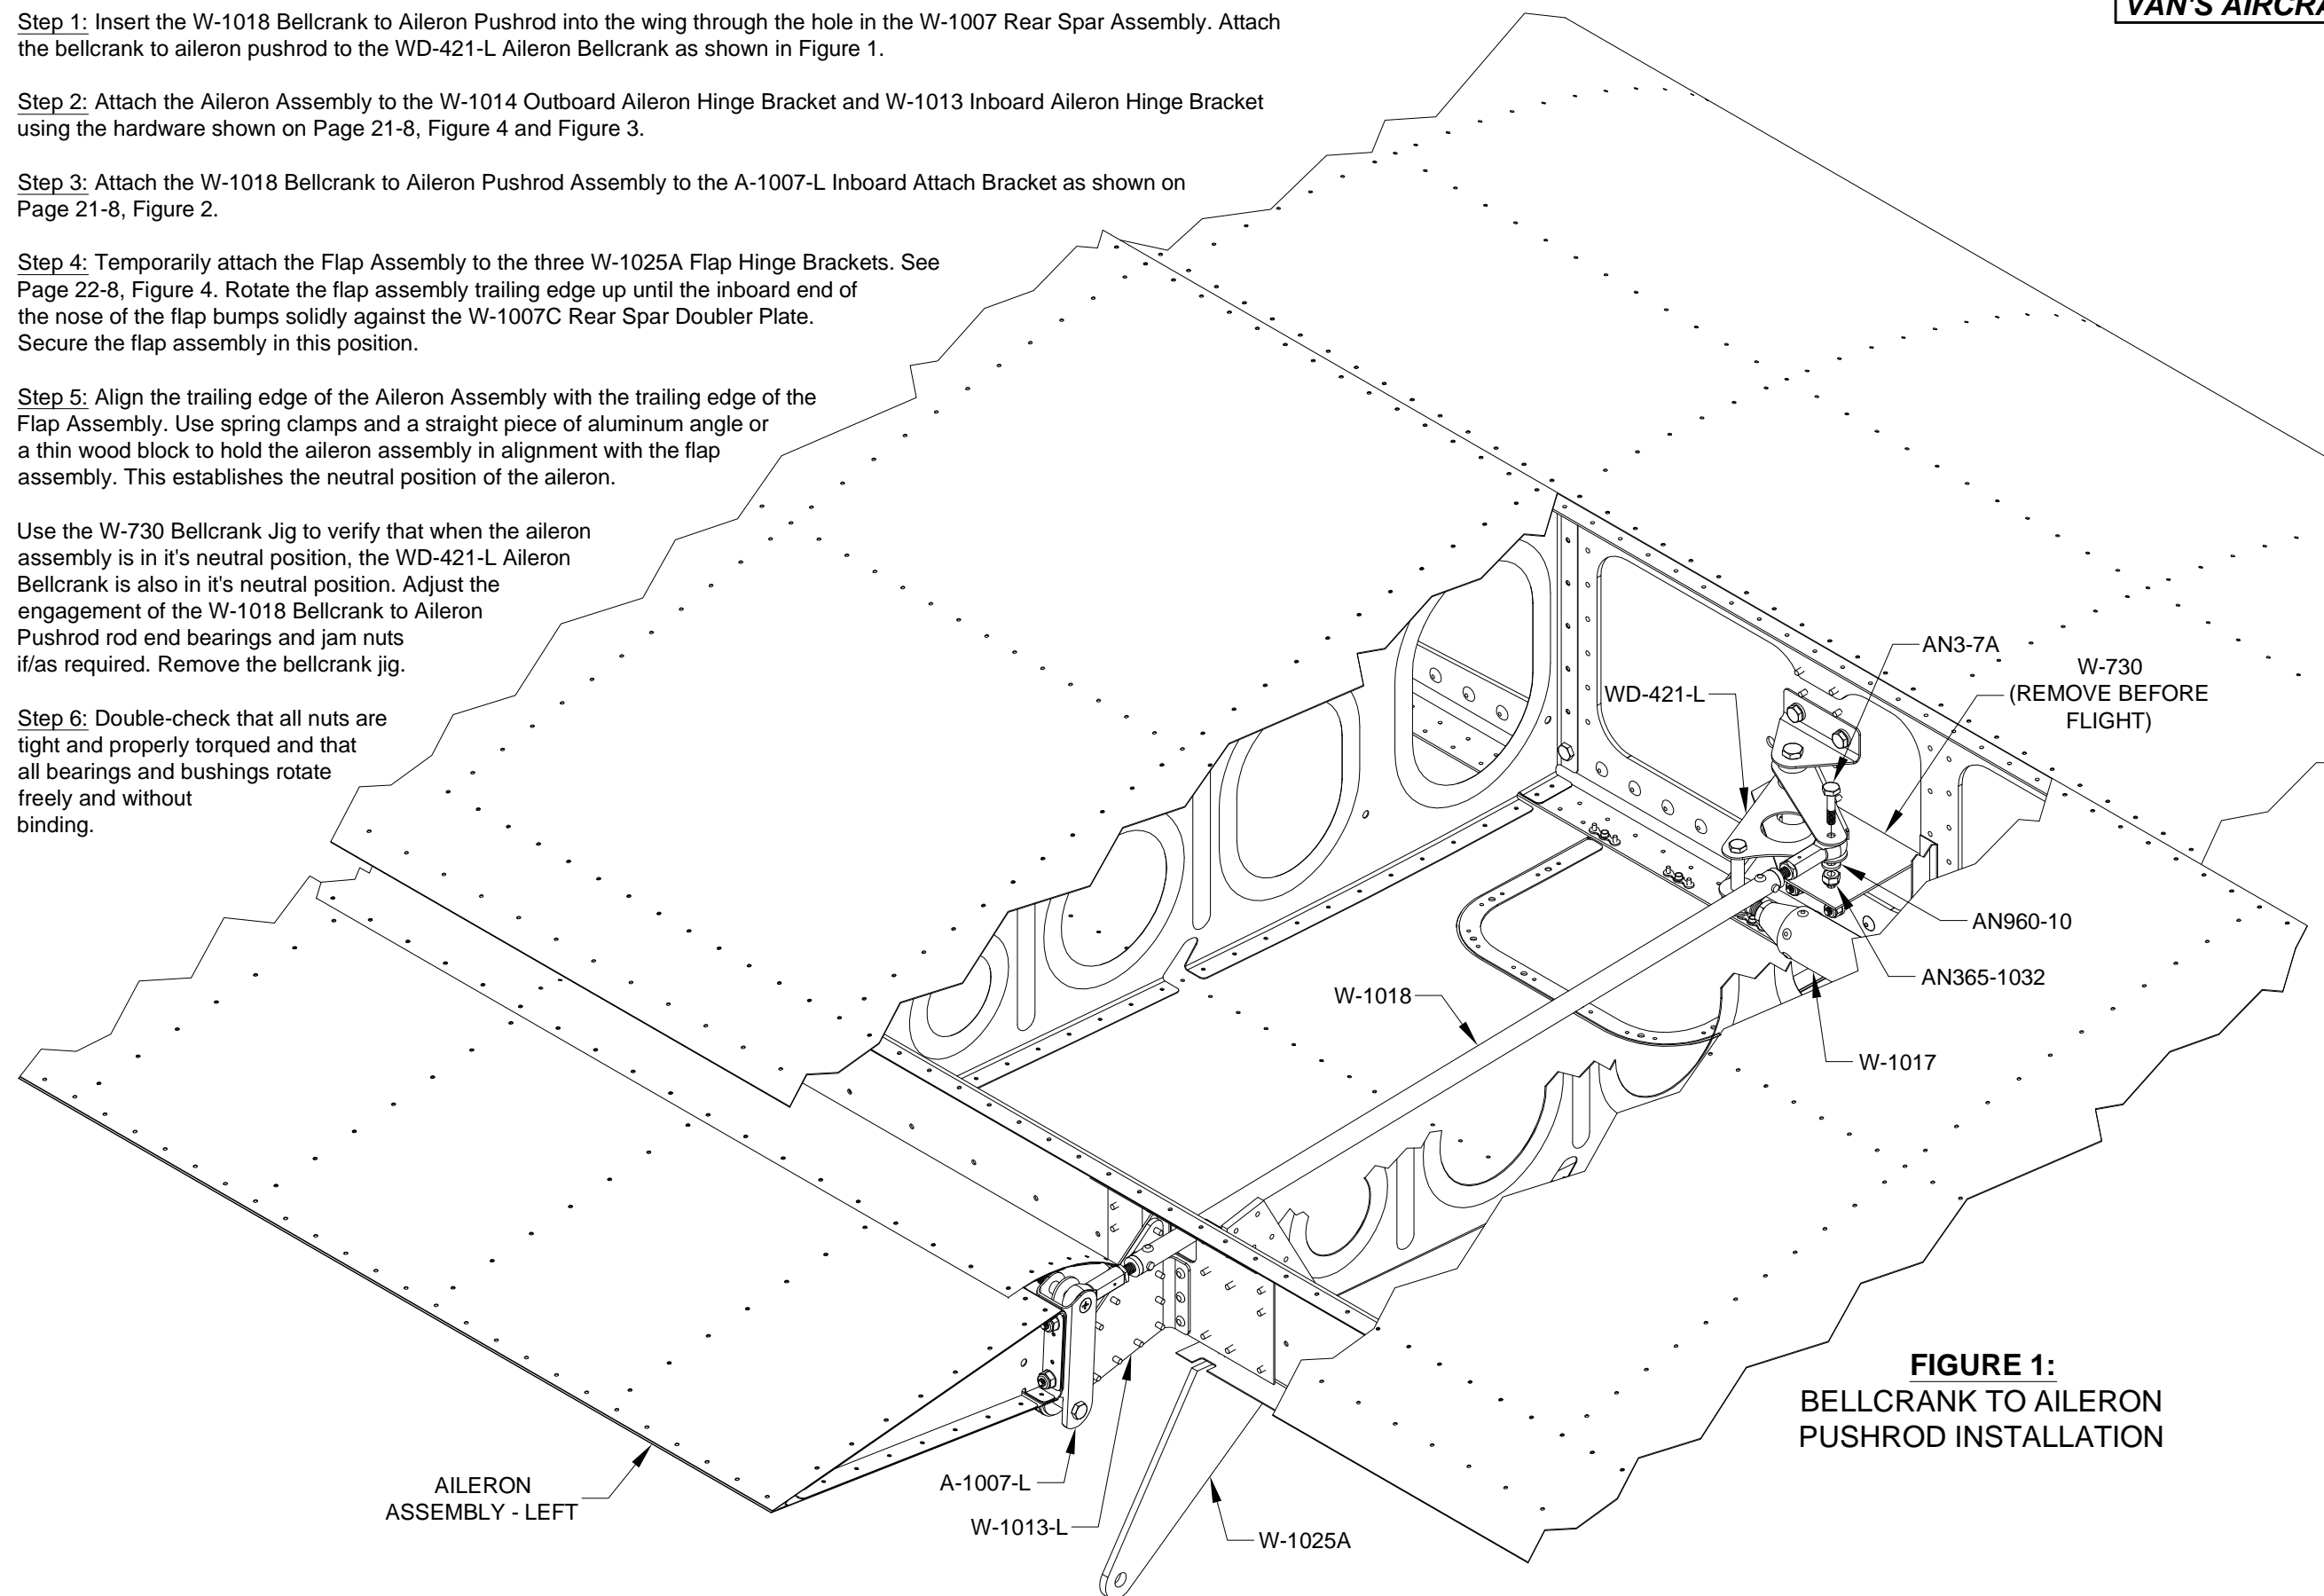 VAN'S AIRCRA
Step 1: Insert the W-1018 Bellcrank to Aileron Pushrod into the wing through the hole in the W-1007 Rear Spar Assembly. Attach
the bellcrank to aileron pushrod to the WD-421-L Aileron Bellcrank as shown in Figure 1.
Step 2: Attach the Aileron Assembly to the W-1014 Outboard Aileron Hinge Bracket and W-1013 Inboard Aileron Hinge Bracket
using the hardware shown on Page 21-8, Figure 4 and Figure 3.
Step 3: Attach the W-1018 Bellcrank to Aileron Pushrod Assembly to the A-1007-L Inboard Attach Bracket as shown on
Page 21-8, Figure 2.
Step 4: Temporarily attach the Flap Assembly to the three W-1025A Flap Hinge Brackets. See
Page 22-8, Figure 4. Rotate the flap assembly trailing edge up until the inboard end of
the nose of the flap bumps solidly against the W-1007C Rear Spar Doubler Plate.
Secure the flap assembly in this position.
Step 5: Align the trailing edge of the Aileron Assembly with the trailing edge of the
Flap Assembly. Use spring clamps and a straight piece of aluminum angle or
a thin wood block to hold the aileron assembly in alignment with the flap
assembly. This establishes the neutral position of the aileron.
Use the W-730 Bellcrank Jig to verify that when the aileron
assembly is in it's neutral position, the WD-421-L Aileron
Bellcrank is also in it's neutral position. Adjust the
engagement of the W-1018 Bellcrank to Aileron
Pushrod rod end bearings and jam nuts
if/as required. Remove the bellcrank jig.
Step 6: Double-check that all nuts are
tight and properly torqued and that
all bearings and bushings rotate
freely and without
binding.
AN3-7A
W-730
(REMOVE BEFORE
FLIGHT)
WD-421-L
AN960-10
AN365-1032
W-1018
W-1017
FIGURE 1:
BELLCRANK TO AILERON
PUSHROD INSTALLATION
AILERON
ASSEMBLY - LEFT
A-1007-L
W-1013-L
W-1025A